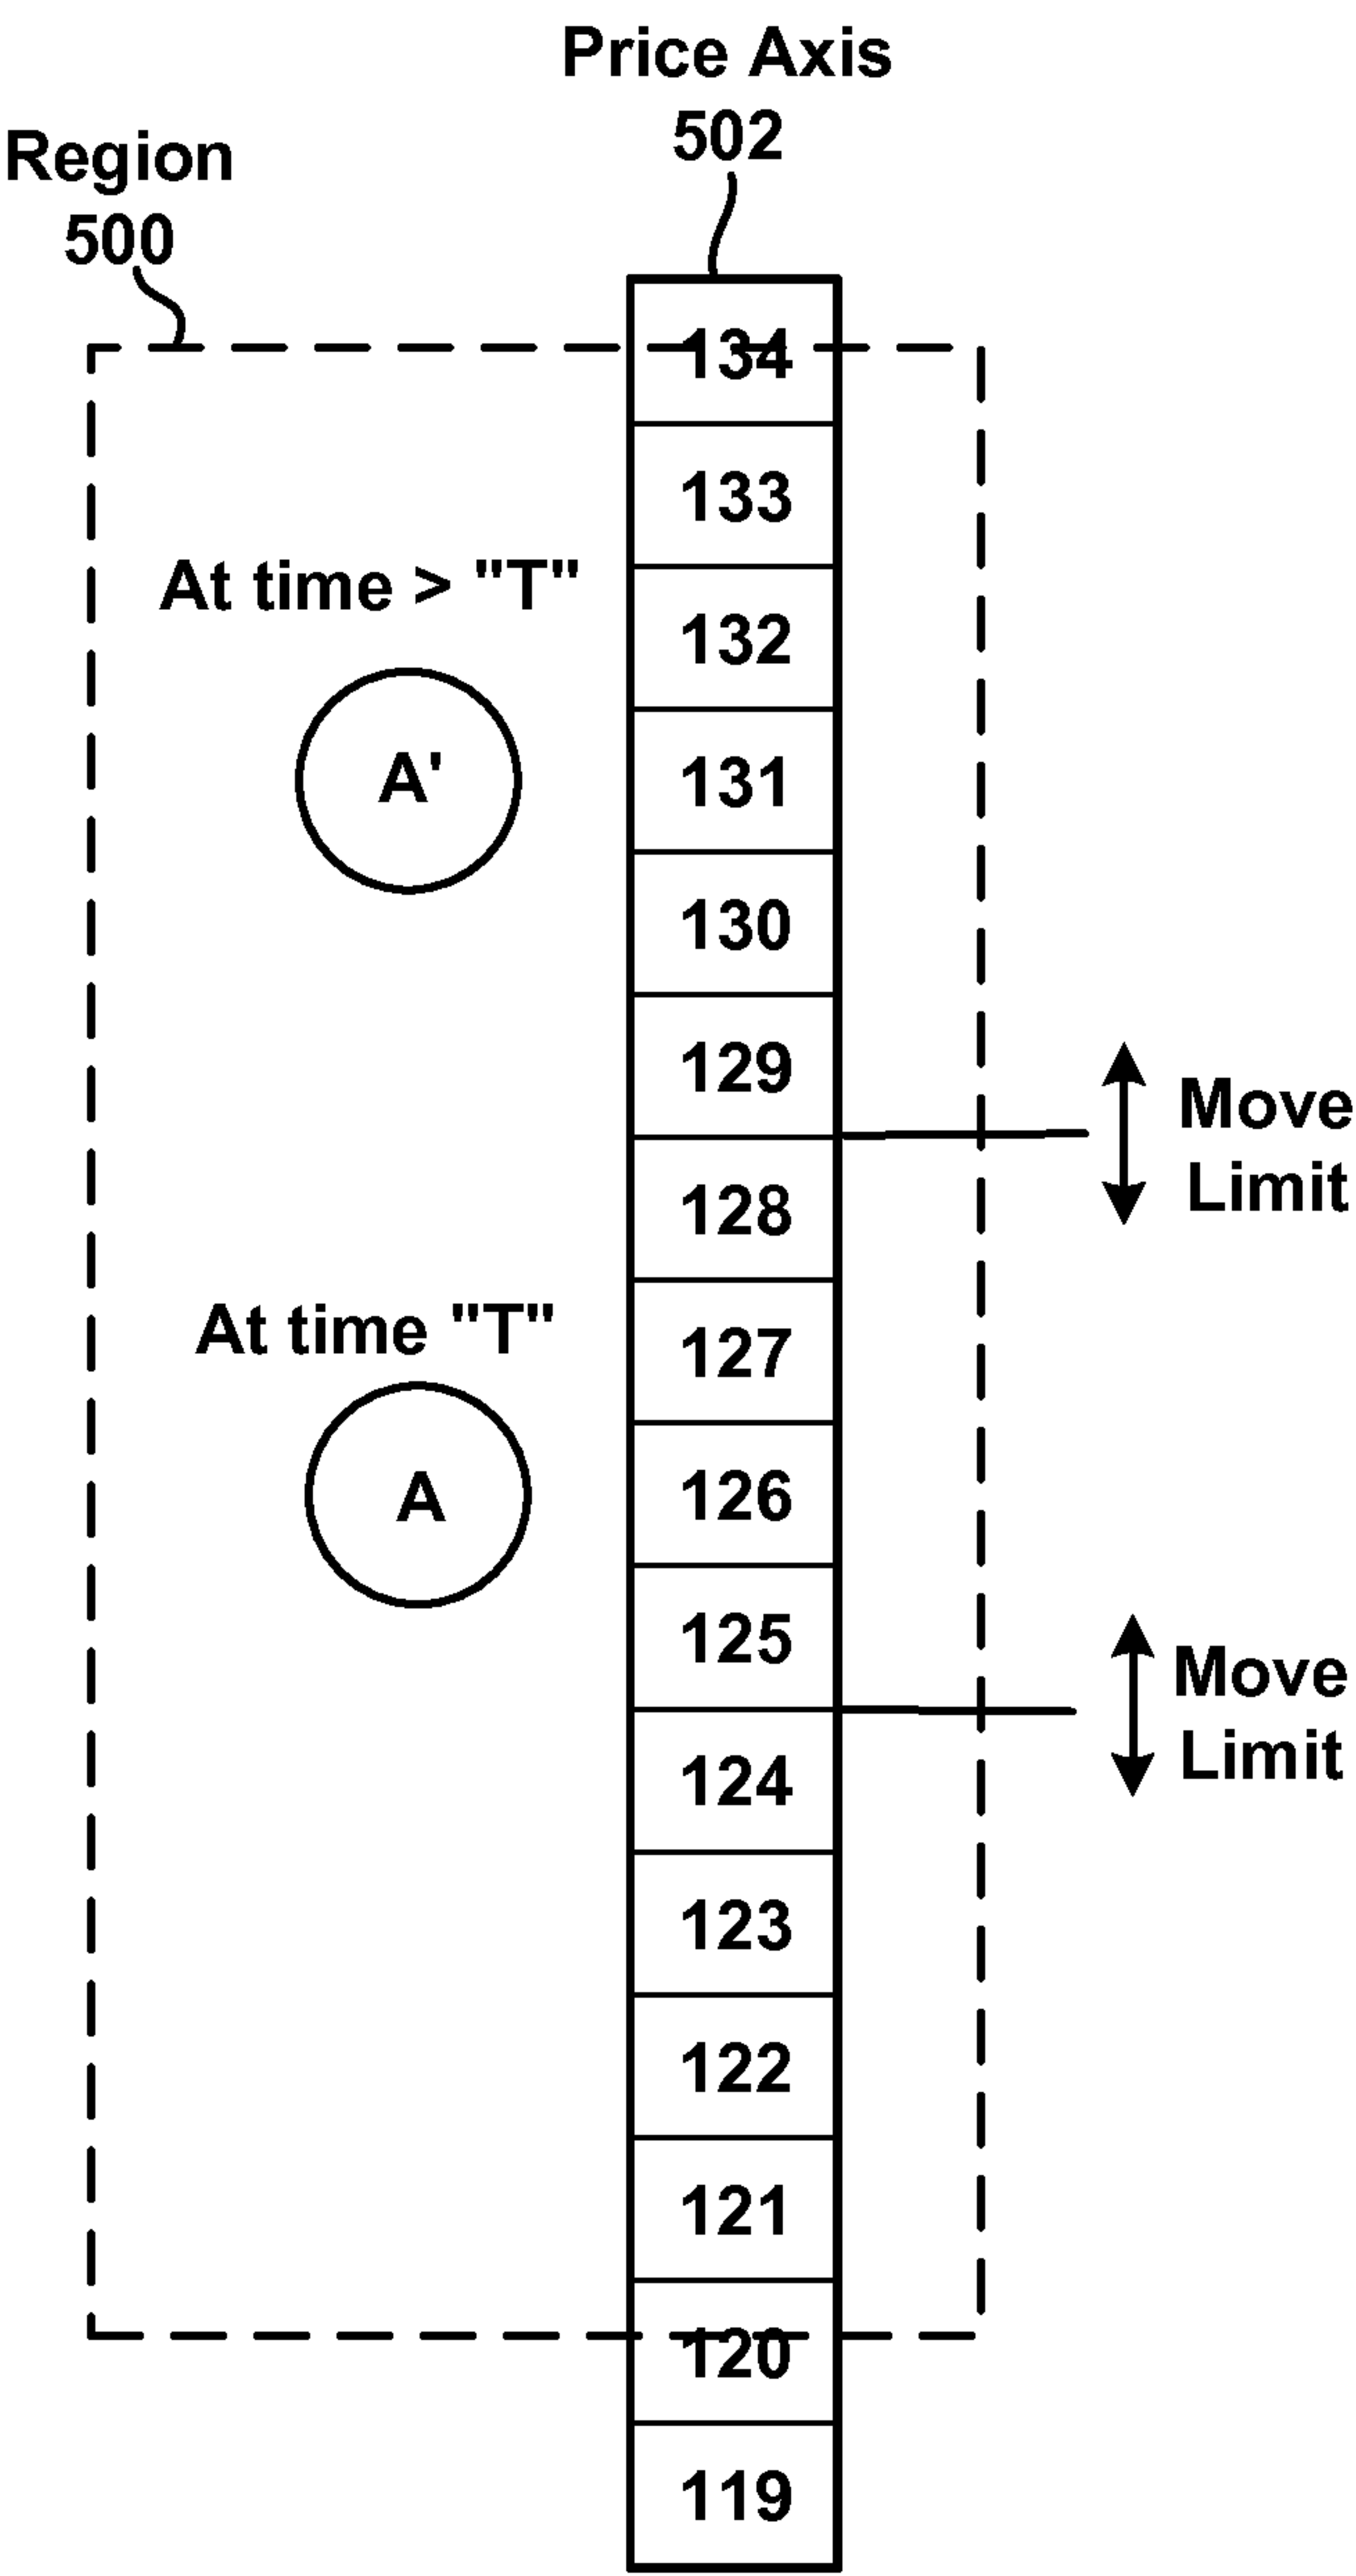 Price Axis
502
Region
500
134
133
At time > "T"
132
A'
131
130
129
Move
Limit
128
At time "T"
127
A
126
125
Move
Limit
124
123
122
121
120
119